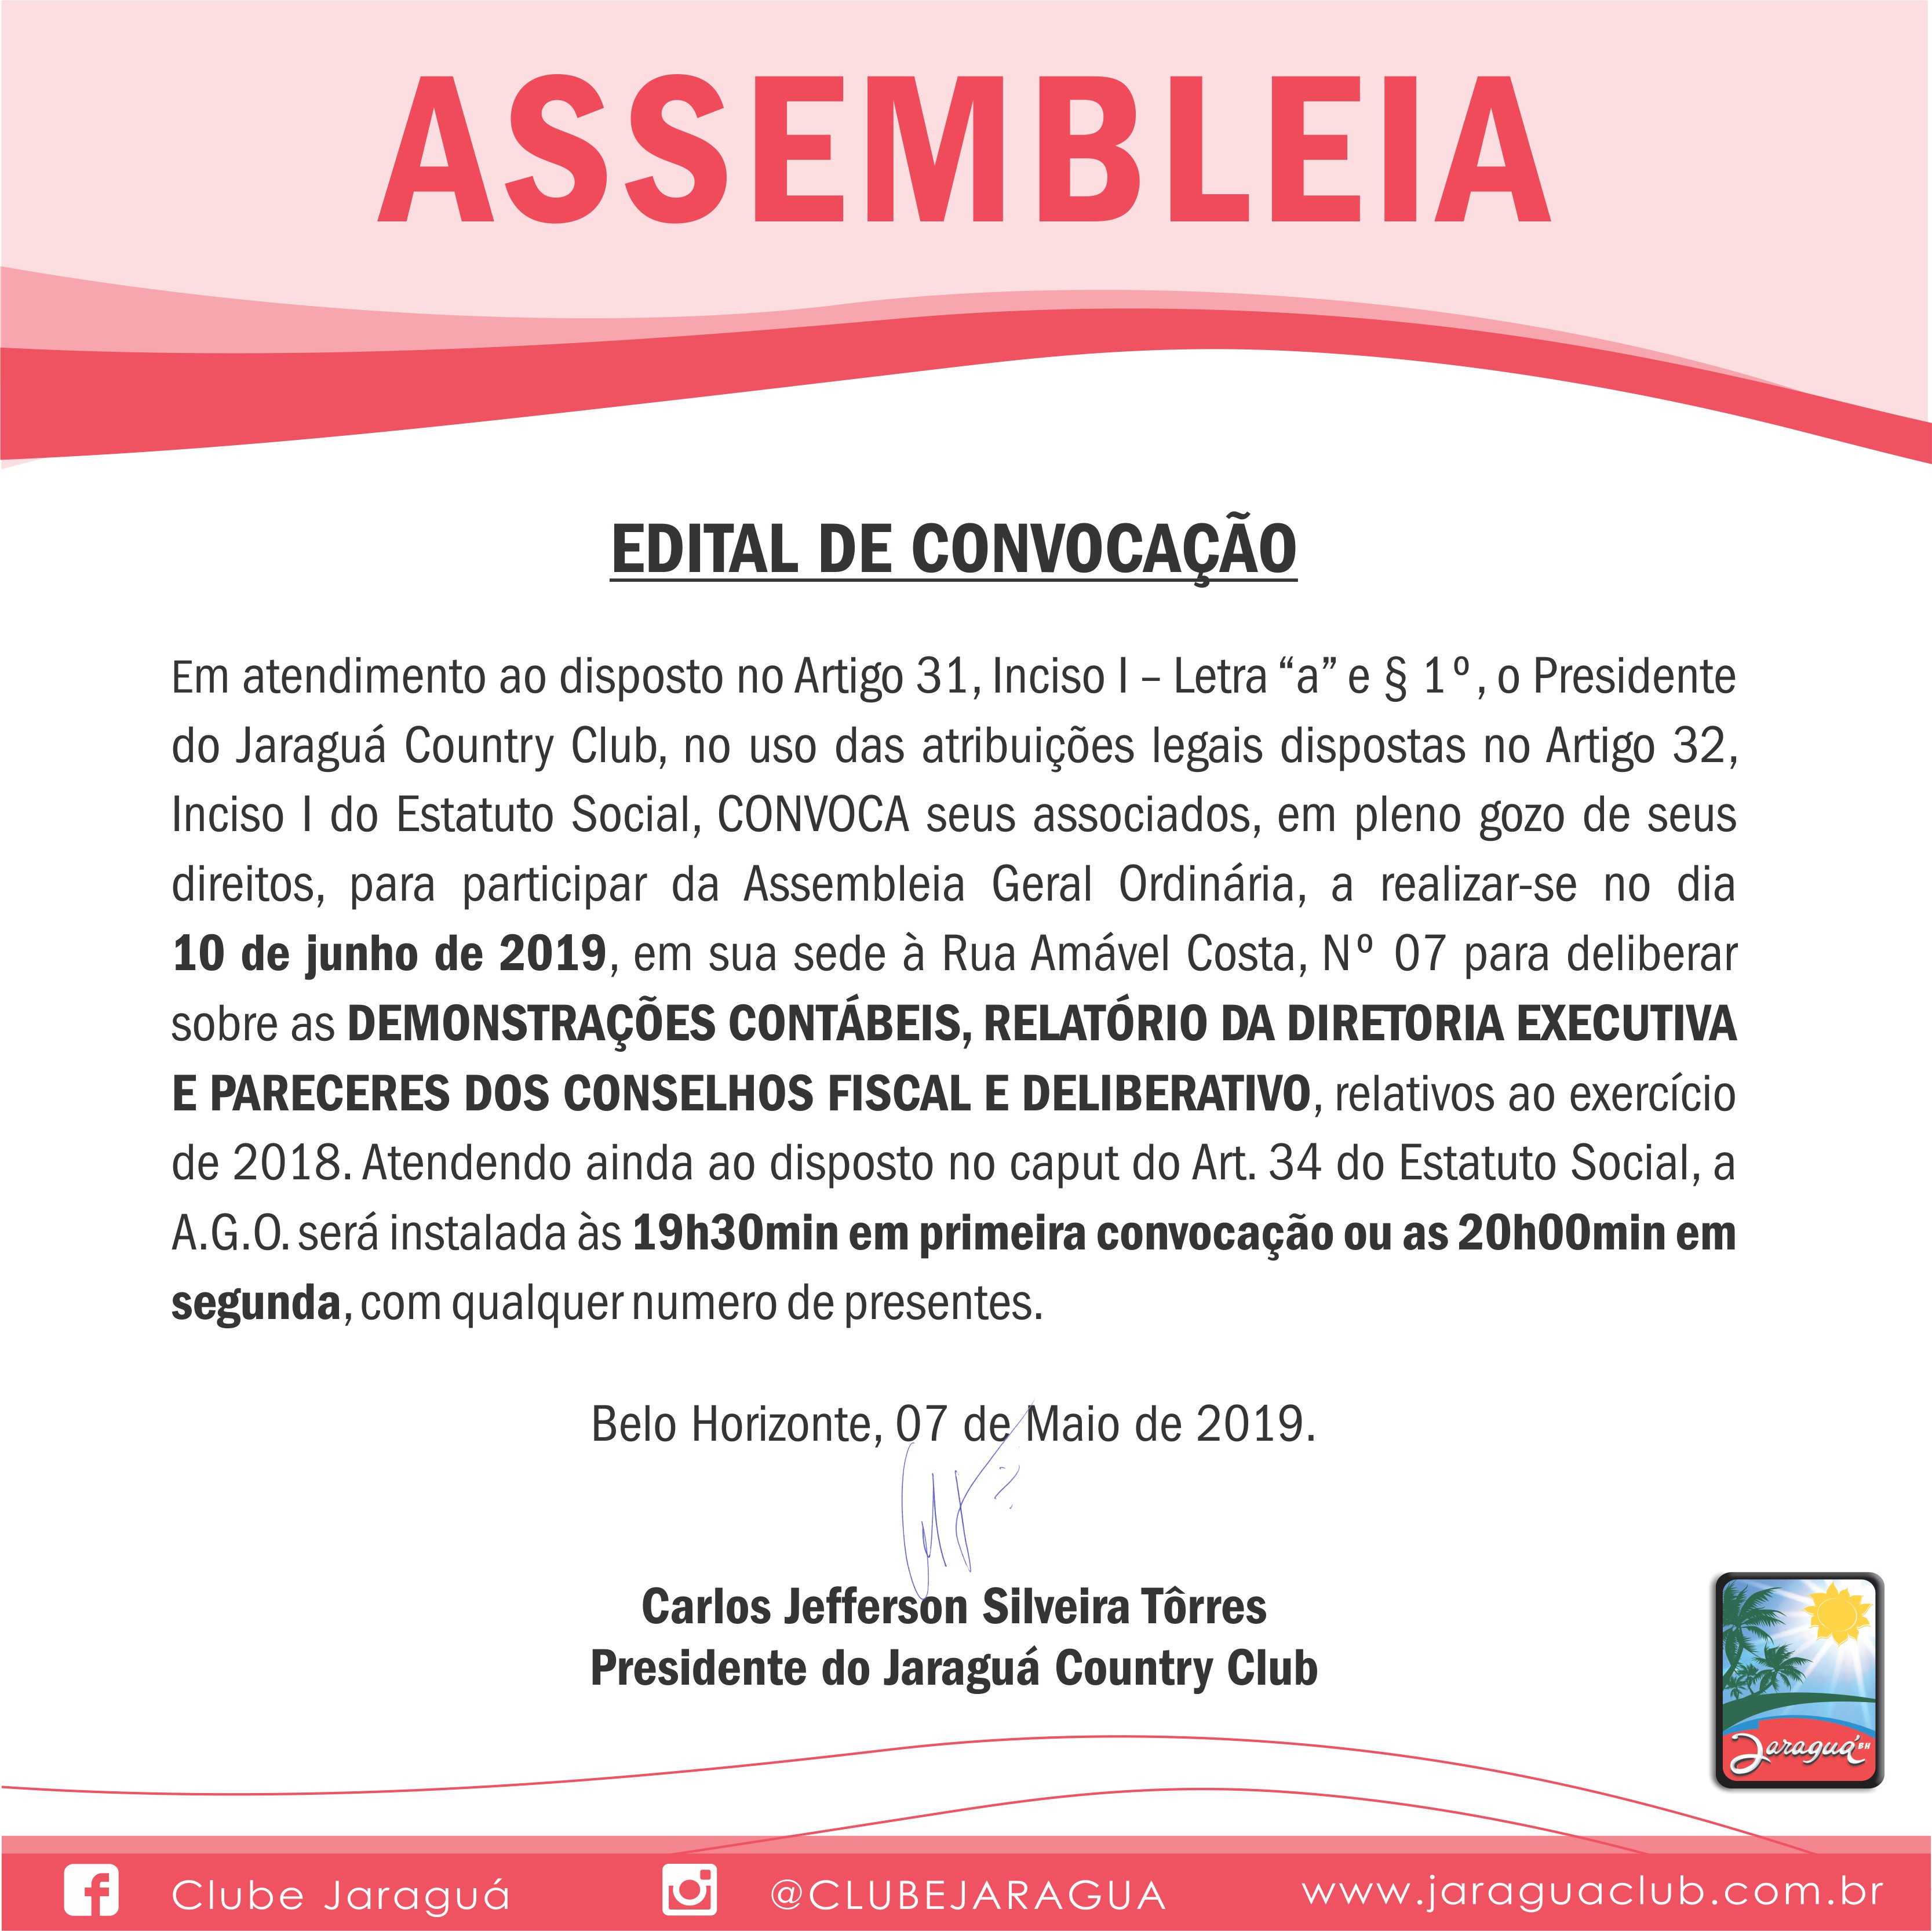 ASSEMBLEIA
EDITAL DE CONVOCAÇÃO
Em atendimento ao disposto no Artigo 31, Inciso I – Letra “a” e § 1º, o Presidente
do Jaraguá Country Club, no uso das atribuições legais dispostas no Artigo 32,
Inciso I do Estatuto Social, CONVOCA seus associados, em pleno gozo de seus
direitos, para participar da Assembleia Geral Ordinária, a realizar-se no dia
10 de junho de 2019, em sua sede à Rua Amável Costa, Nº 07 para deliberar
sobre as DEMONSTRAÇÕES CONTÁBEIS, RELATÓRIO DA DIRETORIA EXECUTIVA
E PARECERES DOS CONSELHOS FISCAL E DELIBERATIVO, relativos ao exercício
de 2018. Atendendo ainda ao disposto no caput do Art. 34 do Estatuto Social, a
A.G.O. será instalada às 19h30min em primeira convocação ou as 20h00min em
segunda, com qualquer numero de presentes.
Belo Horizonte, 07 de Maio de 2019.
Carlos Jefferson Silveira Tôrres
Presidente do Jaraguá Country Club
Jaraguá BH
Clube Jaraguá
@CLUBEJARAGUA
www.jaraguaclub.com.br